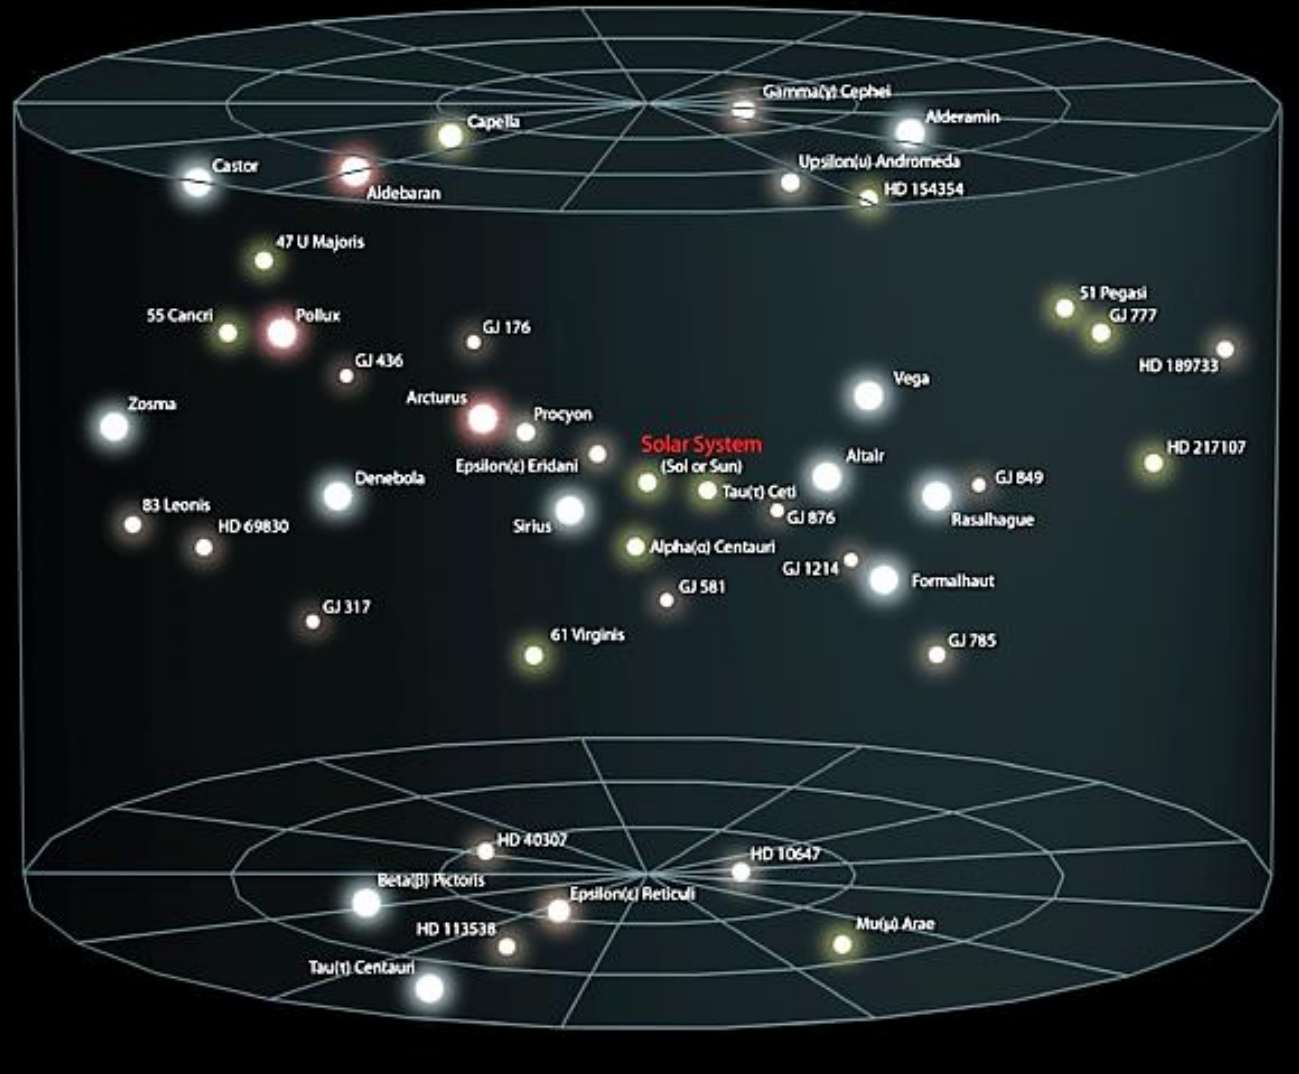 Gamma(γ) Cephei
Capella
Alderamin
Castor
Upsilon(υ) Andromeda
Aldebaran
HD 154354
47 U Majoris
51 Pegasi
55 Cancri
Pollux
GJ 777
GJ 176
GJ 436
HD 189733
Vega
Arcturus
Zosma
Procyon
Solar System
(Sol or Sun)
Epsilon(ε) Eridani
Altair
HD 217107
Denebola
GJ 849
Tau(τ) Ceti
83 Leonis
GJ 876
Rasalhague
HD 69830
Sirius
Alpha(α) Centauri
GJ 1214
Formalhaut
GJ 581
GJ 317
61 Virginis
GJ 785
HD 40307
HD 10647
Beta(β) Pictoris
Epsilon(ε) Reticuli
Mu(μ) Arae
HD 113538
Tau(τ) Centauri